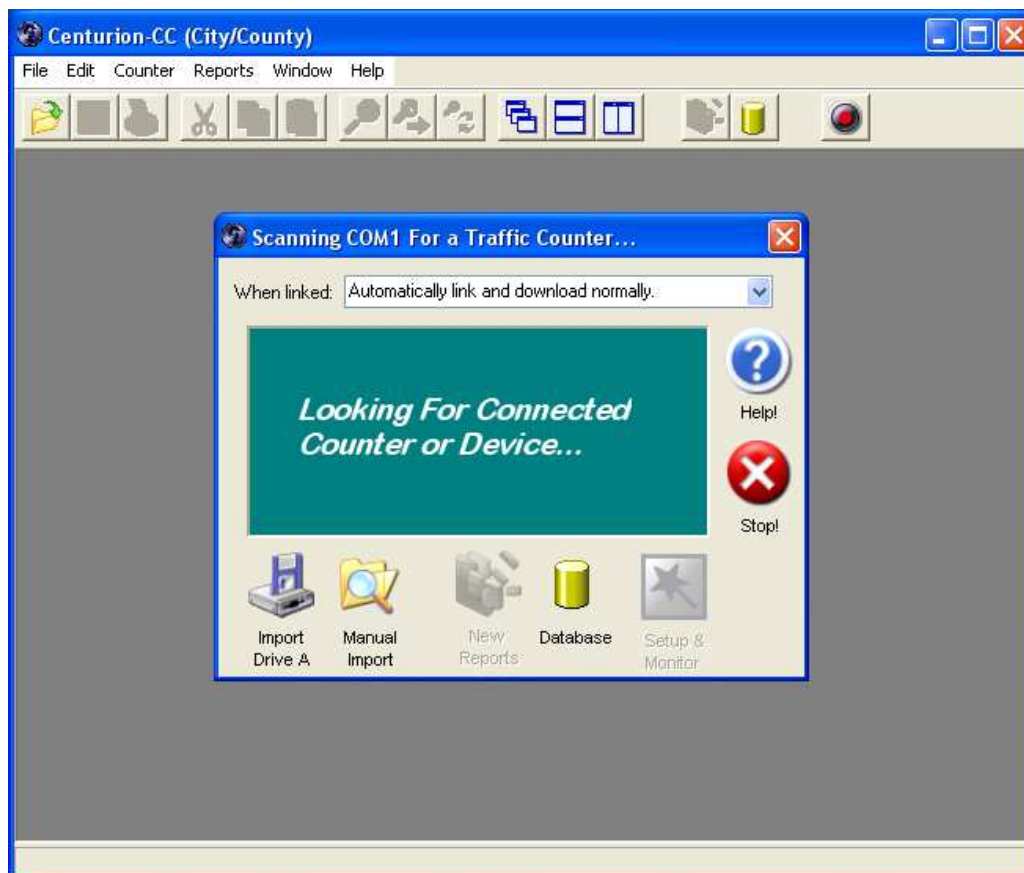 Centurion-CC (City/County)
File Edit Counter Reports Window Help
Scanning COM1 For a Traffic Counter...
When linked: Automatically link and download normally.
Looking For Connected
Counter or Device...
Help!
Stop!
Import
Drive A
Manual
Import
New
Reports
Database
Setup &
Monitor